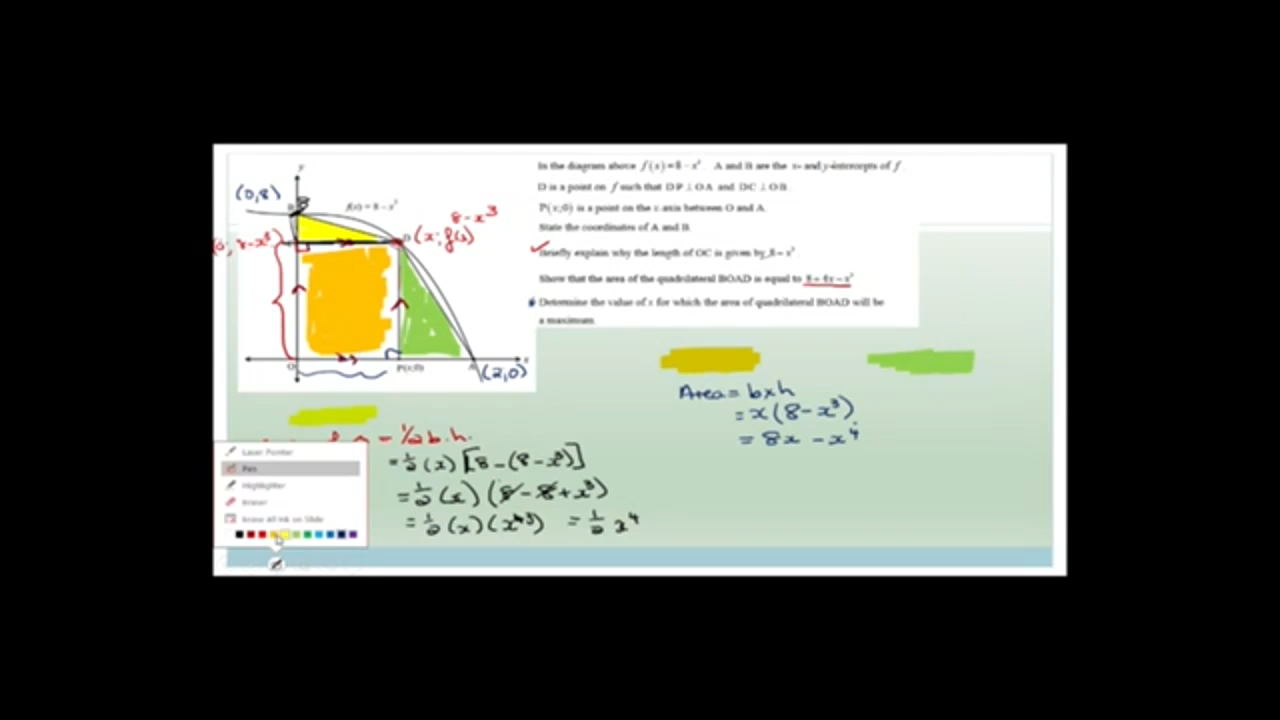 y
(0,8)
8
f(x) = 8 - x³
8-x³
D (x; f(x))
8-x³)
O
P(x;0)
A
x
(2,0)
In the diagram above f(x)=8-x³. A and B are the x- and y-intercepts of f.
D is a point on f such that DP ⊥ OA and DC ⊥ OB.
P(x;0) is a point on the x axis between O and A.
State the coordinates of A and B.
Briefly explain why the length of OC is given by 8-x³.
Show that the area of the quadrilateral BOAD is equal to 8+4x-x³
Determine the value of x for which the area of quadrilateral BOAD will be
a maximum.
Area = b×h
= x(8-x³)
= 8x - x⁴
= ½ b.h.
= ½ (x) [8-(8-x³)]
= ½ (x) (8-8+x³)
= ½ (x) (x³) = ½ x⁴
Laser Pointer
Pen
Highlighter
Eraser
Erase All Ink on Slide